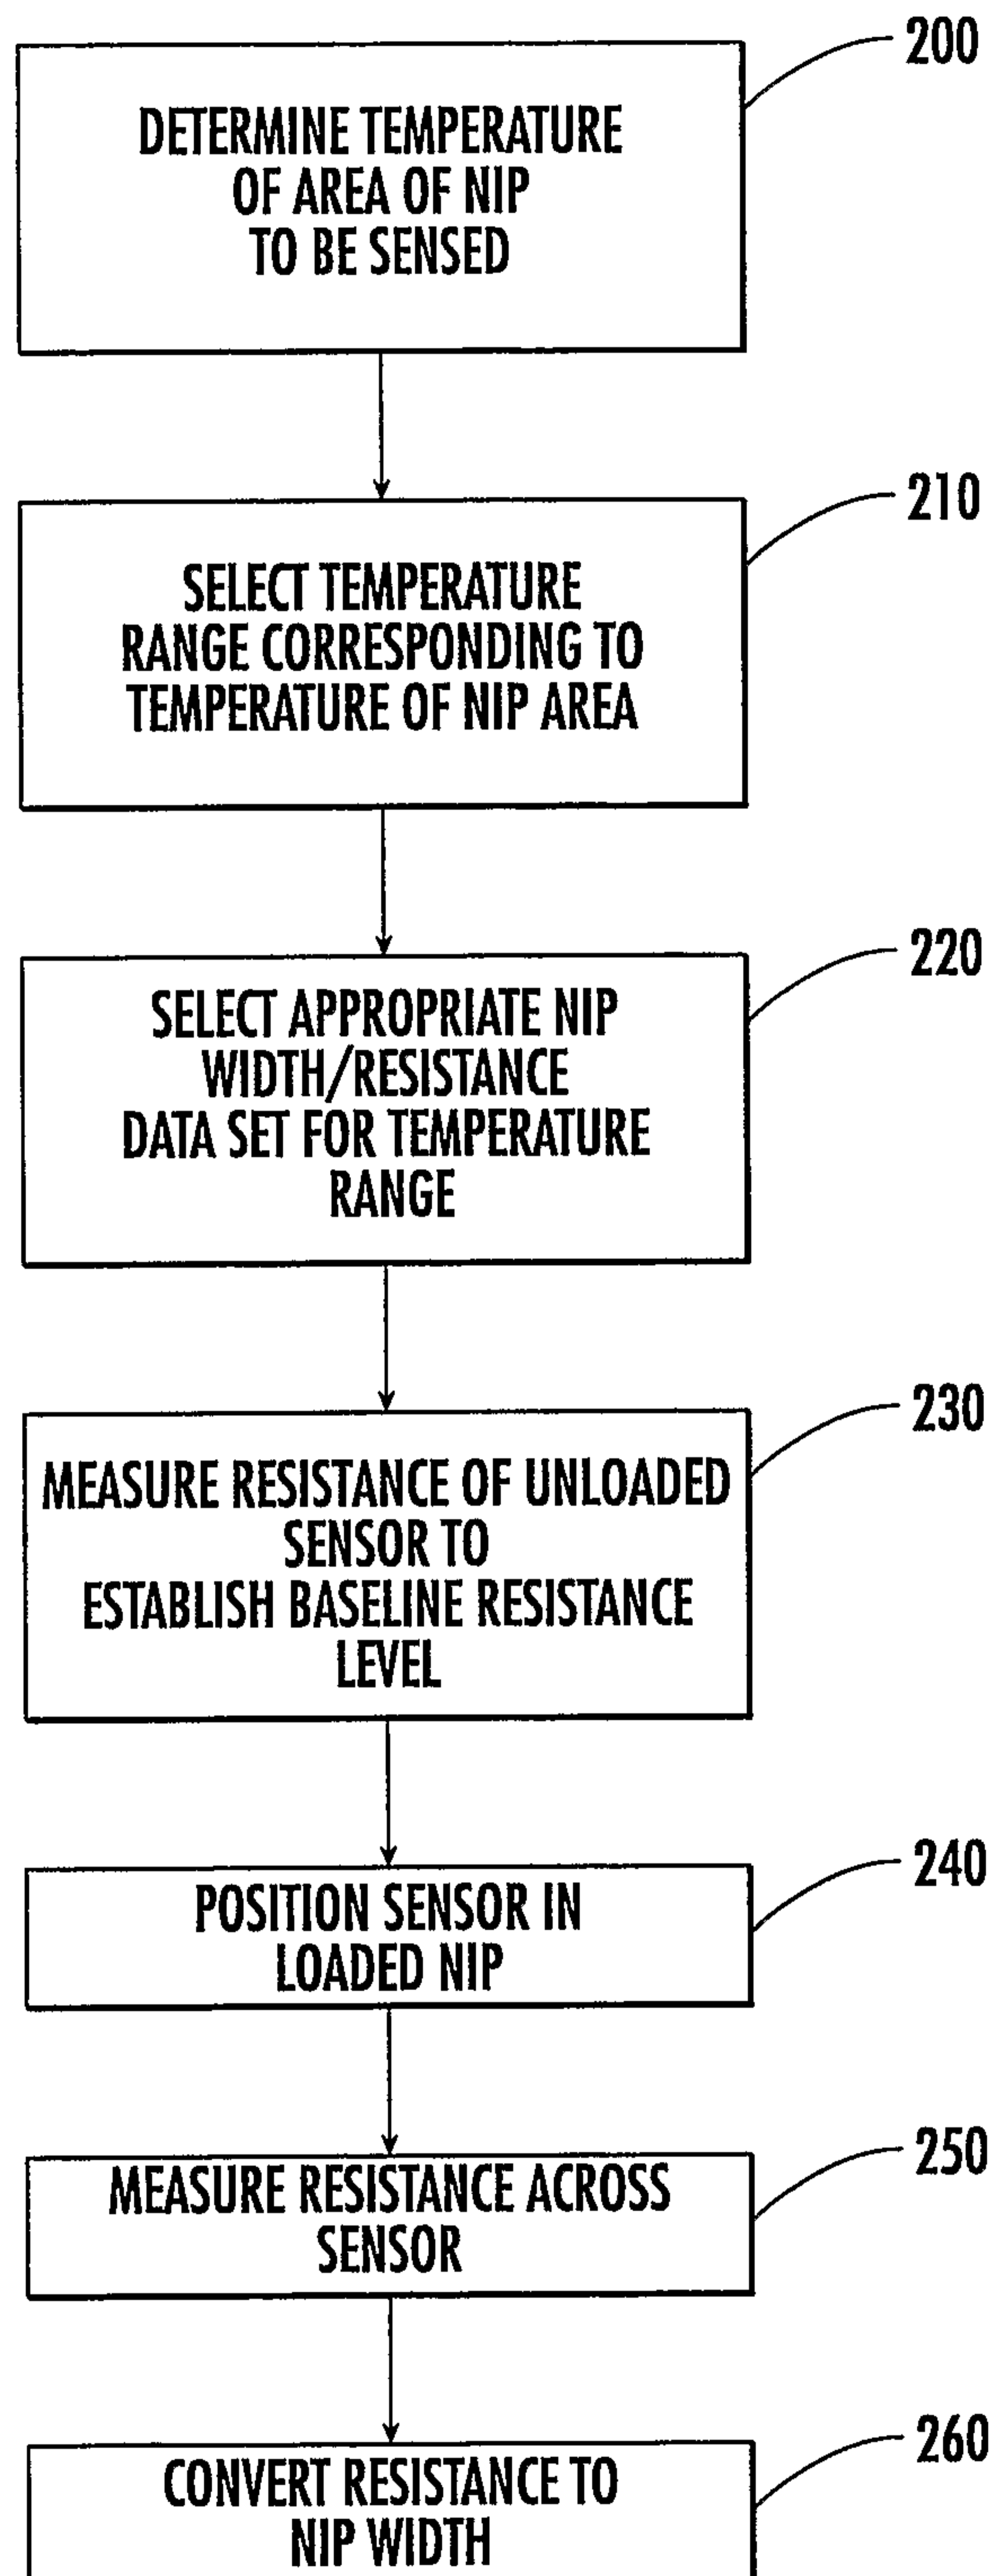 200
DETERMINE TEMPERATURE
OF AREA OF NIP
TO BE SENSED
210
SELECT TEMPERATURE
RANGE CORRESPONDING TO
TEMPERATURE OF NIP AREA
220
SELECT APPROPRIATE NIP
WIDTH/RESISTANCE
DATA SET FOR TEMPERATURE
RANGE
230
MEASURE RESISTANCE OF UNLOADED
SENSOR TO
ESTABLISH BASELINE RESISTANCE
LEVEL
240
POSITION SENSOR IN
LOADED NIP
250
MEASURE RESISTANCE ACROSS
SENSOR
260
CONVERT RESISTANCE TO
NIP WIDTH